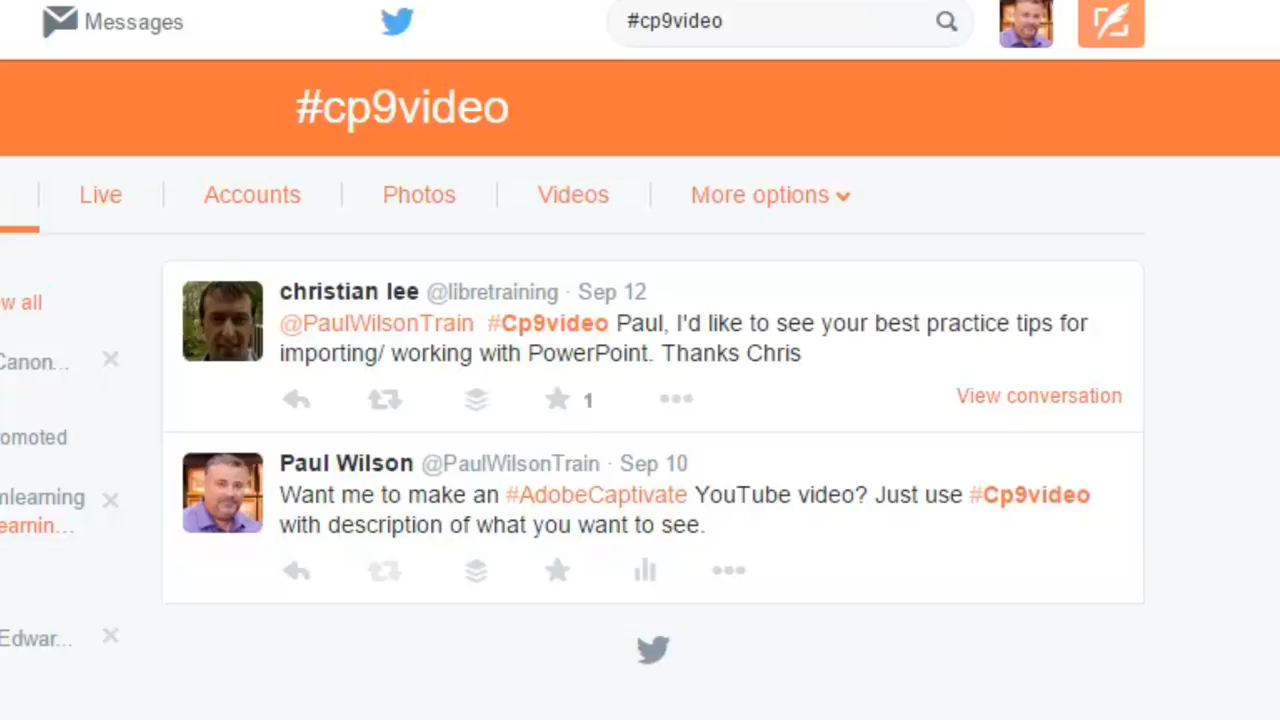 Messages
#cp9video
#cp9video
Live
Accounts
Photos
Videos
More options
w all
Canon...
omoted
mlearning
earnin...
Edwar...
christian lee @libretraining · Sep 12
@PaulWilsonTrain #Cp9video Paul, I'd like to see your best practice tips for
importing/ working with PowerPoint. Thanks Chris
1
View conversation
Paul Wilson @PaulWilsonTrain · Sep 10
Want me to make an #AdobeCaptivate YouTube video? Just use #Cp9video
with description of what you want to see.